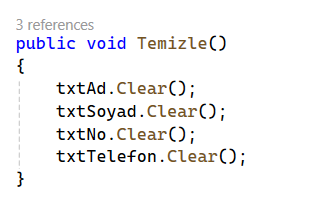 3 references
public void Temizle()
{
    txtAd.Clear();
    txtSoyad.Clear();
    txtNo.Clear();
    txtTelefon.Clear();
}